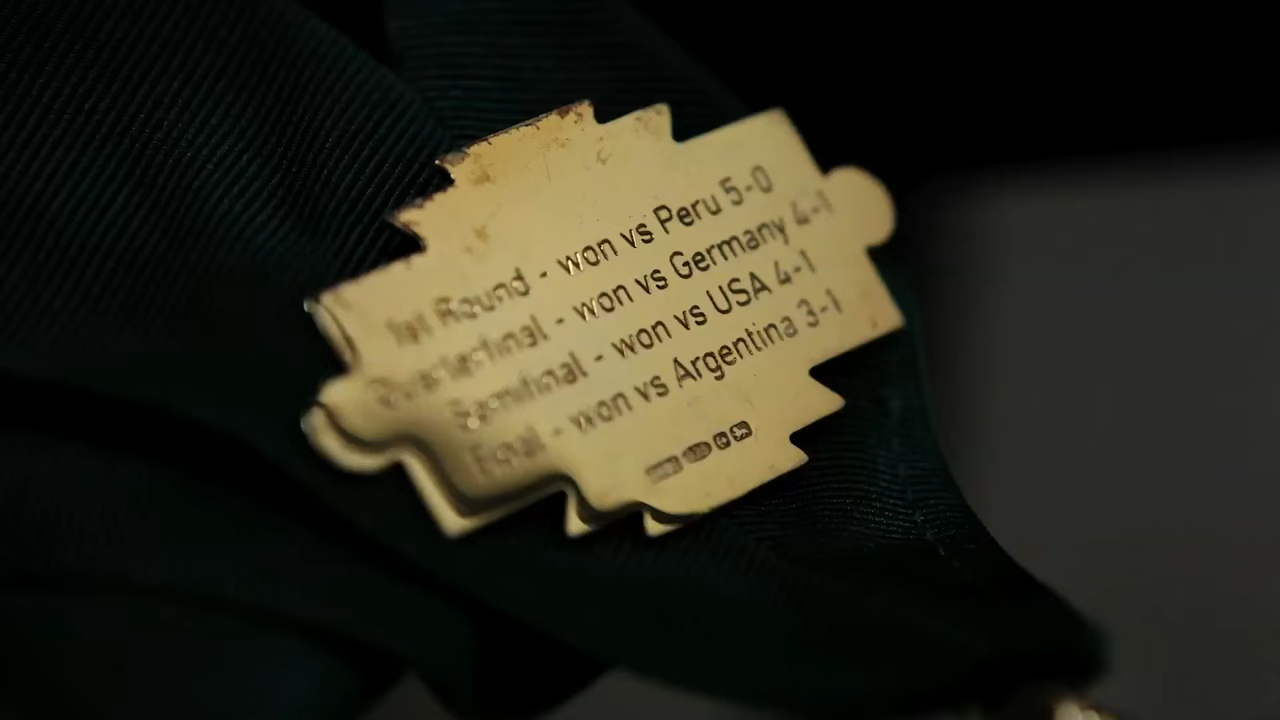 1st Round - won vs Peru 5-0
Quarterfinal - won vs Germany 4-1
Semifinal - won vs USA 4-1
- won vs Argentina 3-1